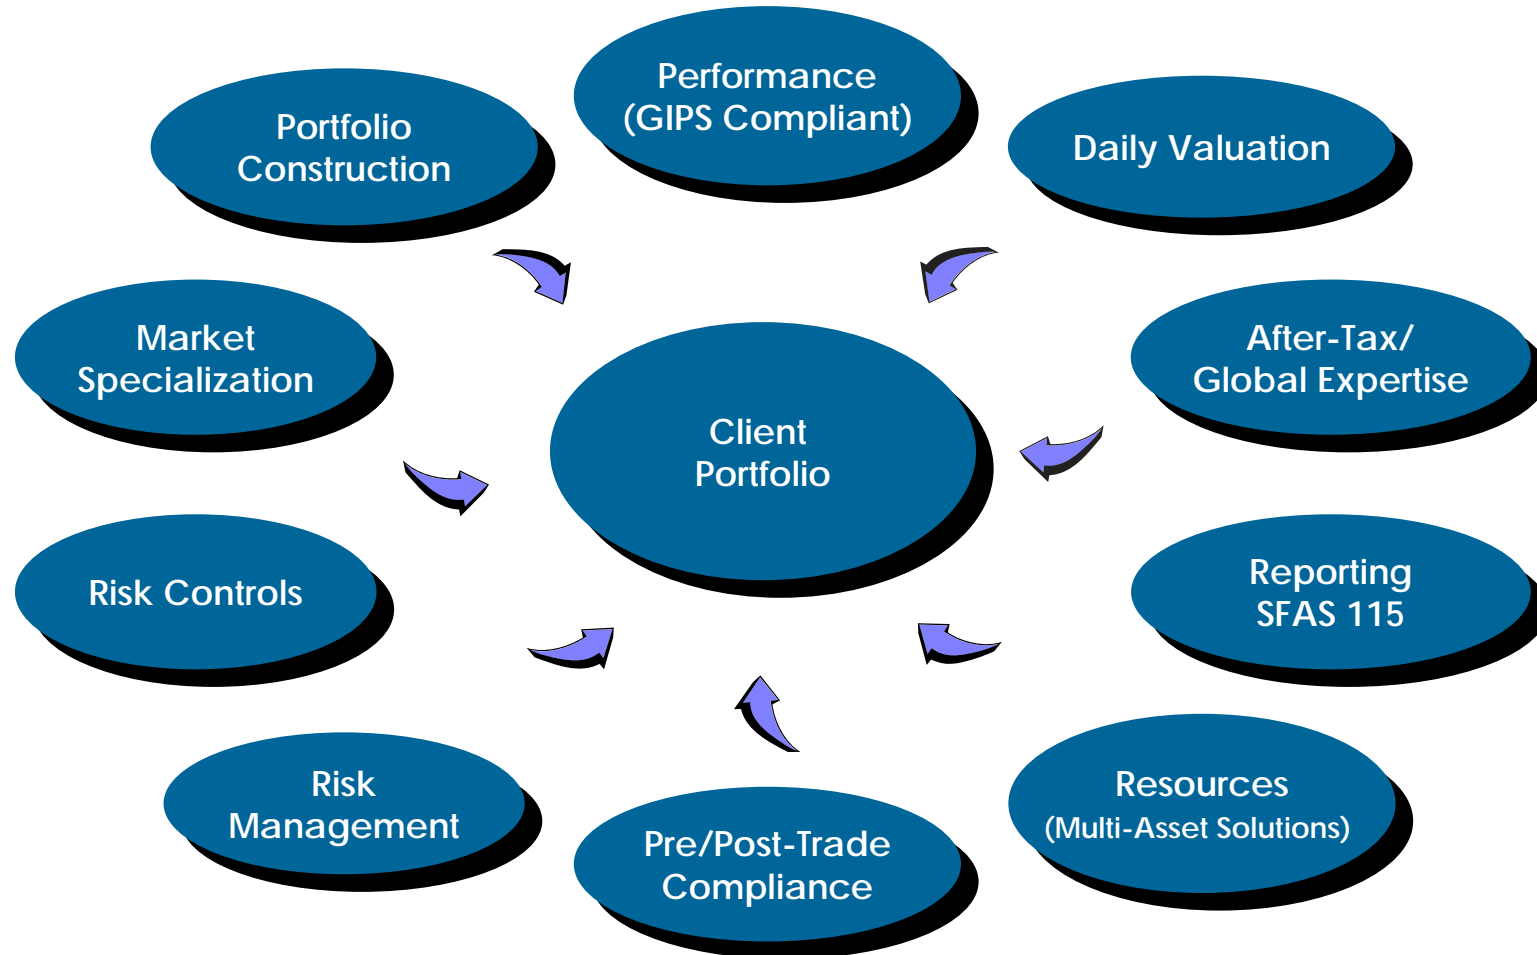 Performance
(GIPS Compliant)
Portfolio
Construction
Daily Valuation
Market
Specialization
After-Tax/
Global Expertise
Client
Portfolio
Risk Controls
Reporting
SFAS 115
Risk
Management
Resources
(Multi-Asset Solutions)
Pre/Post-Trade
Compliance